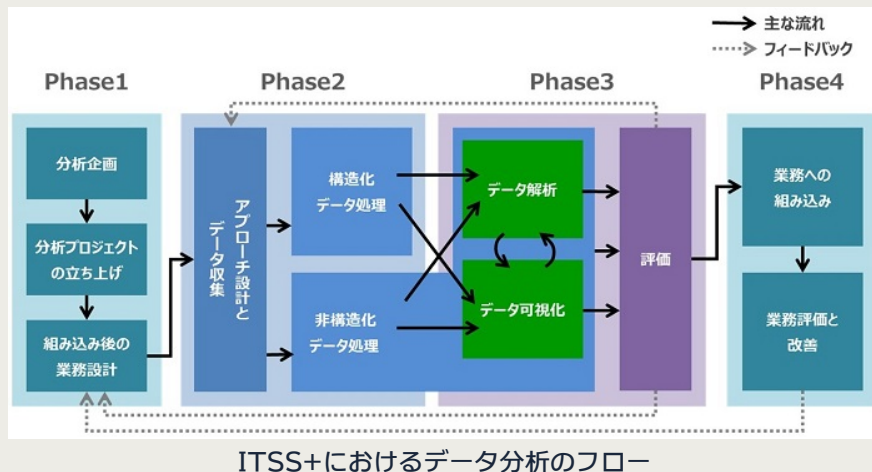 主な流れ
フィードバック
Phase1
Phase2
Phase3
Phase4
分析企画
分析プロジェクト
の立ち上げ
組み込み後の
業務設計
アプローチ設計と
データ収集
構造化
データ処理
非構造化
データ処理
データ解析
データ可視化
評価
業務への
組み込み
業務評価と
改善
ITSS+におけるデータ分析のフロー